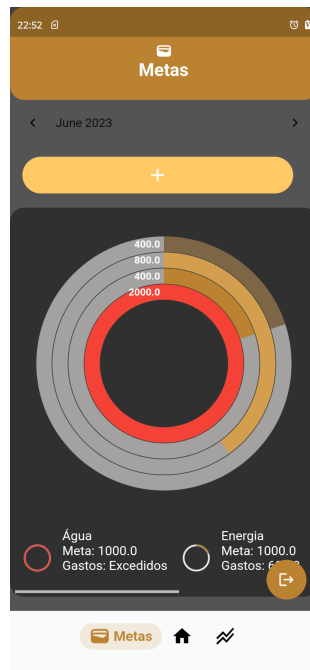 22:52
Metas
June 2023
+
400.0
800.0
400.0
2000.0
Água
Meta: 1000.0
Gastos: Excedidos
Energia
Meta: 1000.0
Gastos:
Metas